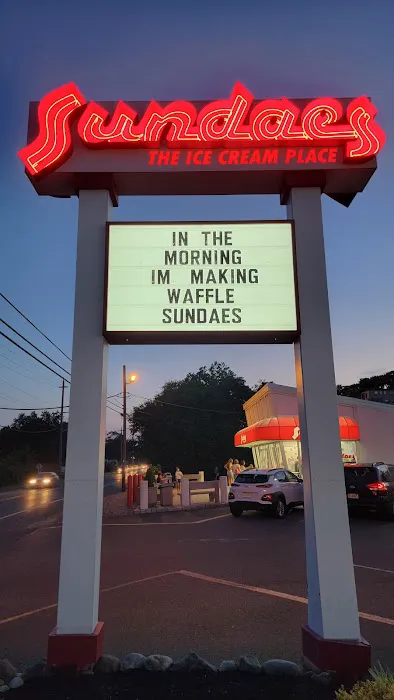 Sundaes
THE ICE CREAM PLACE
IN THE
MORNING
IM MAKING
WAFFLE
SUNDAES